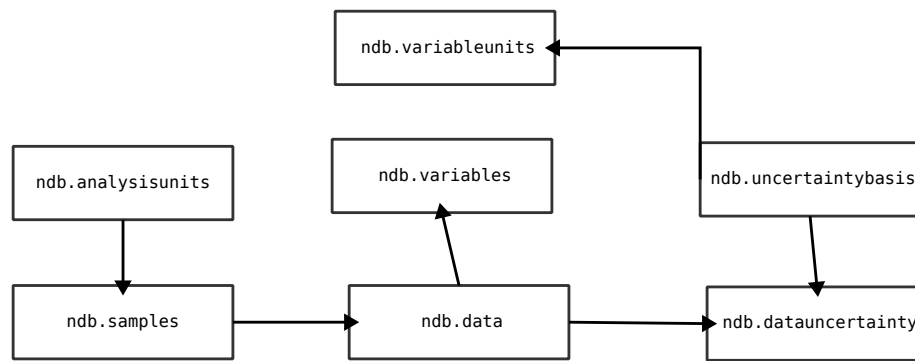 ndb.variableunits
ndb.analysisunits
ndb.variables
ndb.uncertaintybasis
ndb.samples
ndb.data
ndb.datauncertainty